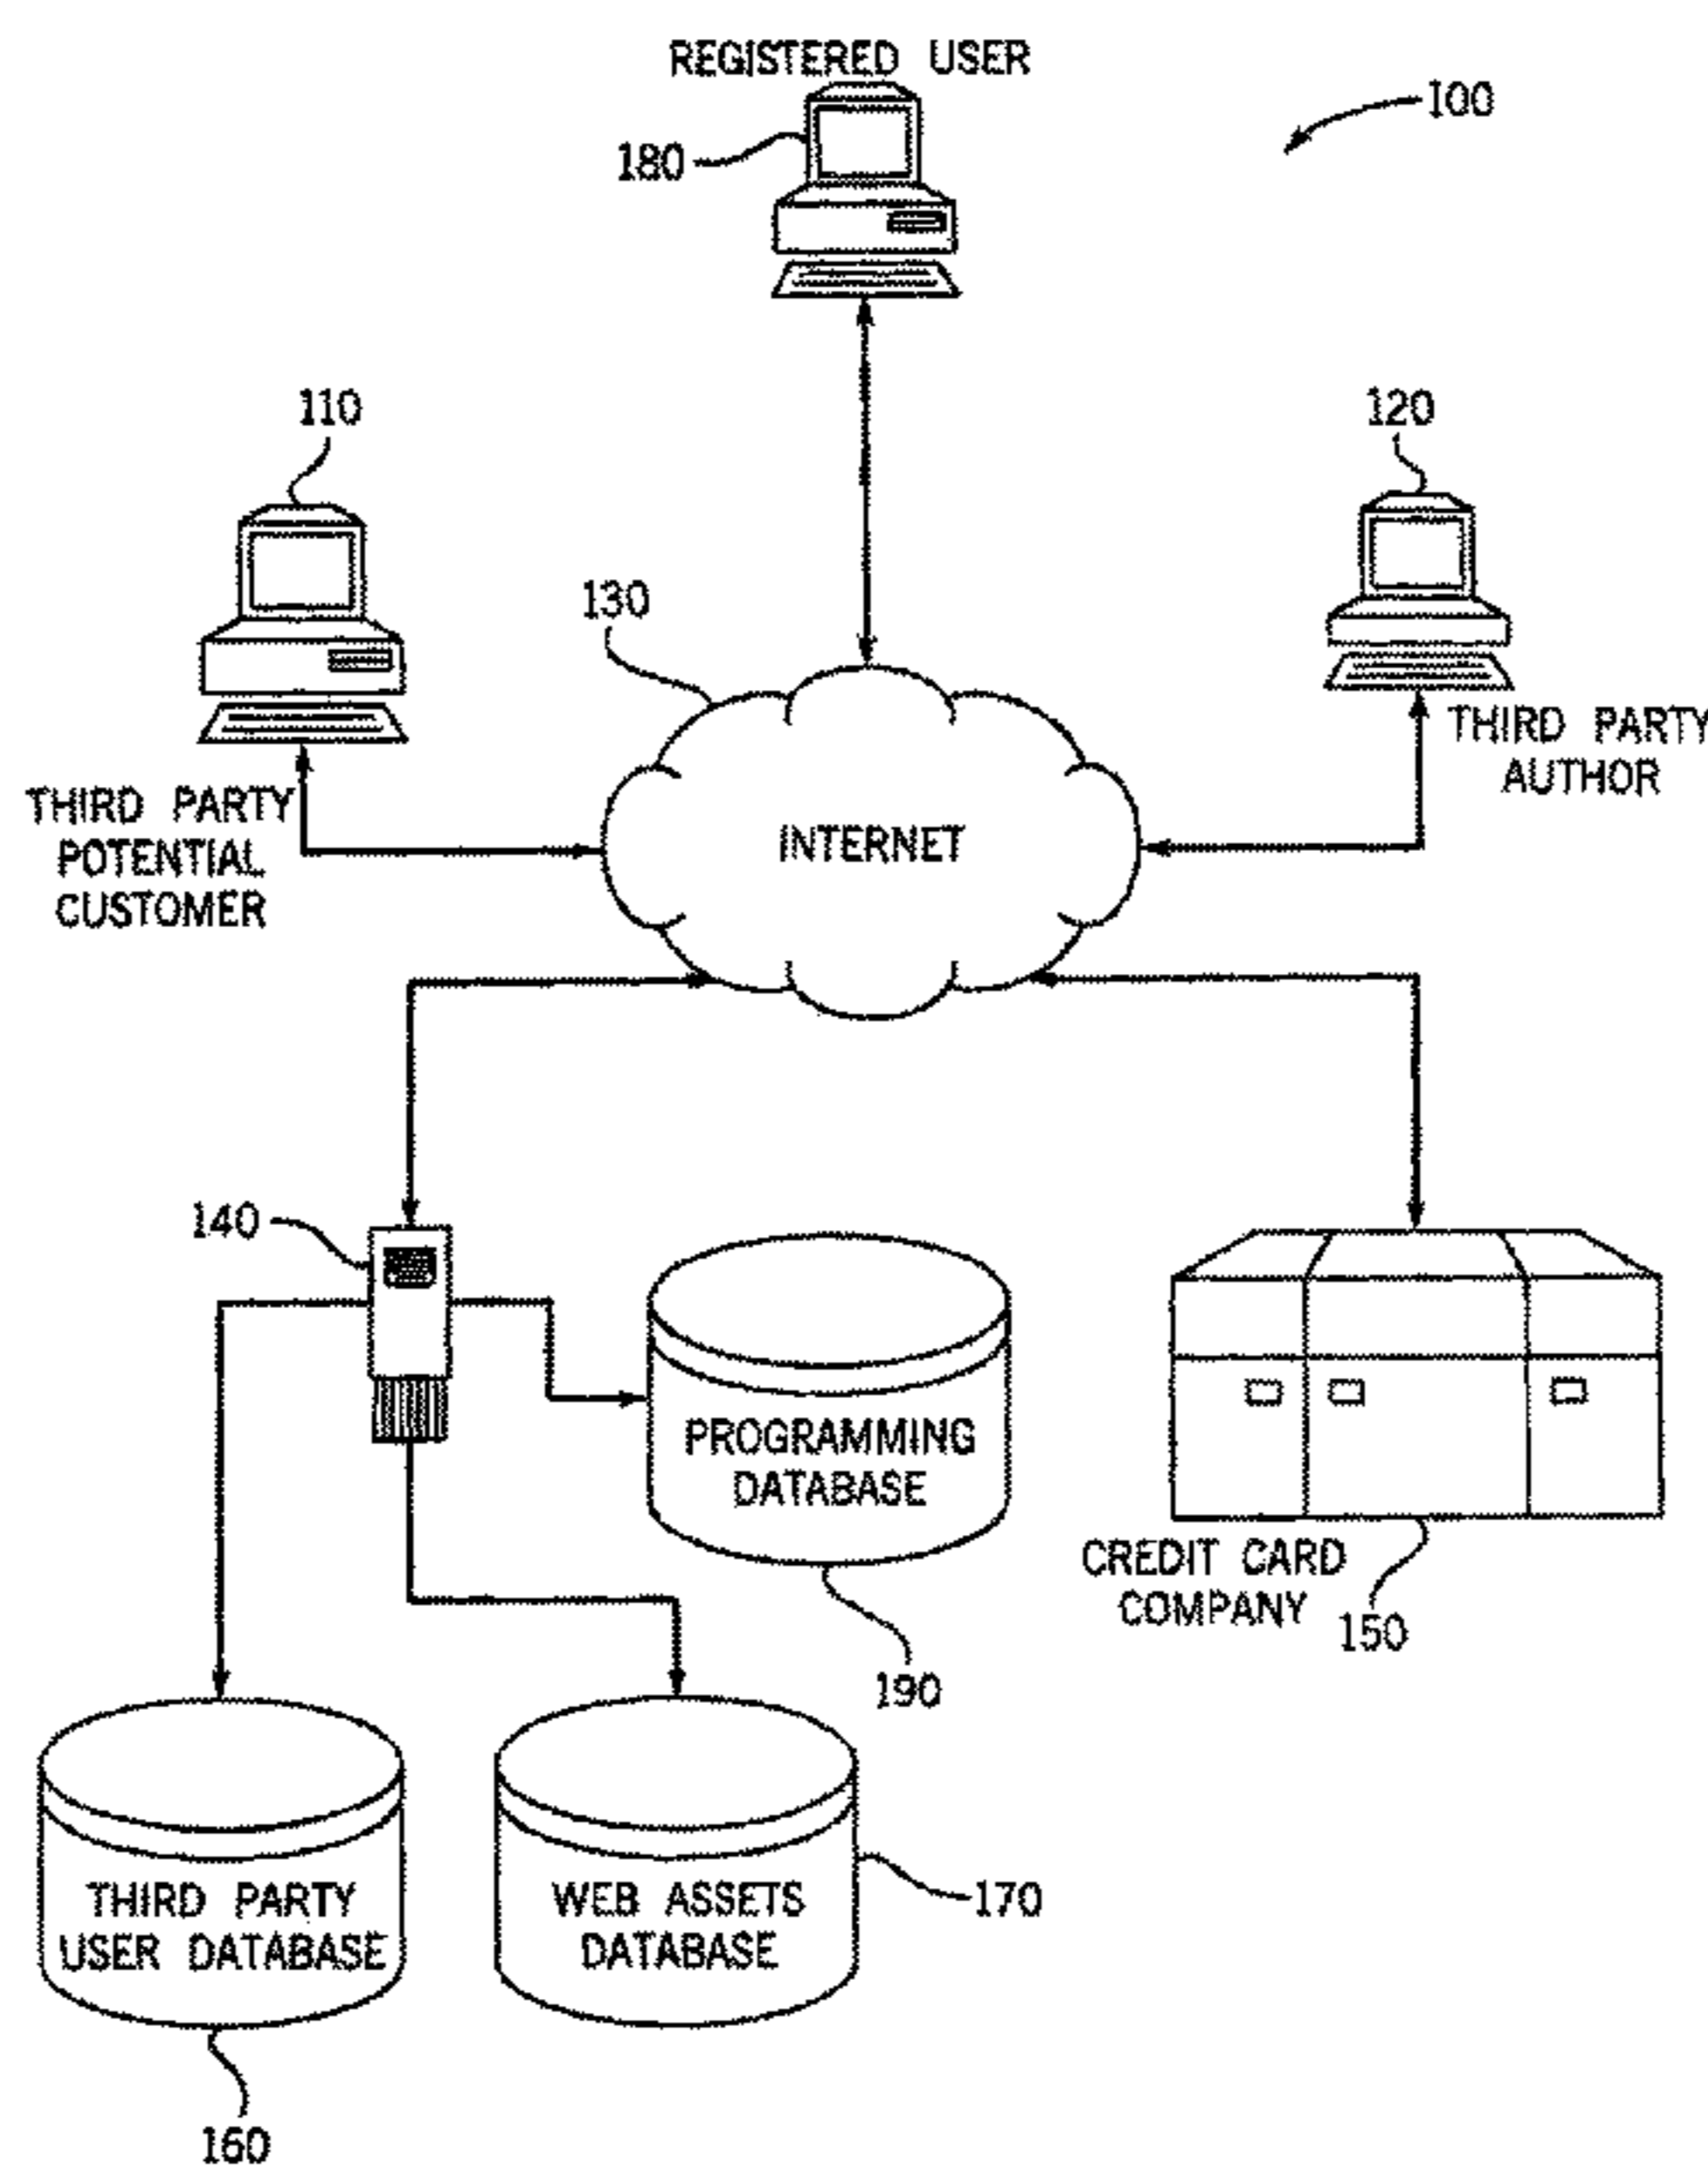 REGISTERED USER
100
180
110
120
130
THIRD PARTY
AUTHOR
THIRD PARTY
POTENTIAL
CUSTOMER
INTERNET
140
PROGRAMMING
DATABASE
CREDIT CARD
COMPANY
150
190
THIRD PARTY
USER DATABASE
WEB ASSETS
DATABASE
170
160